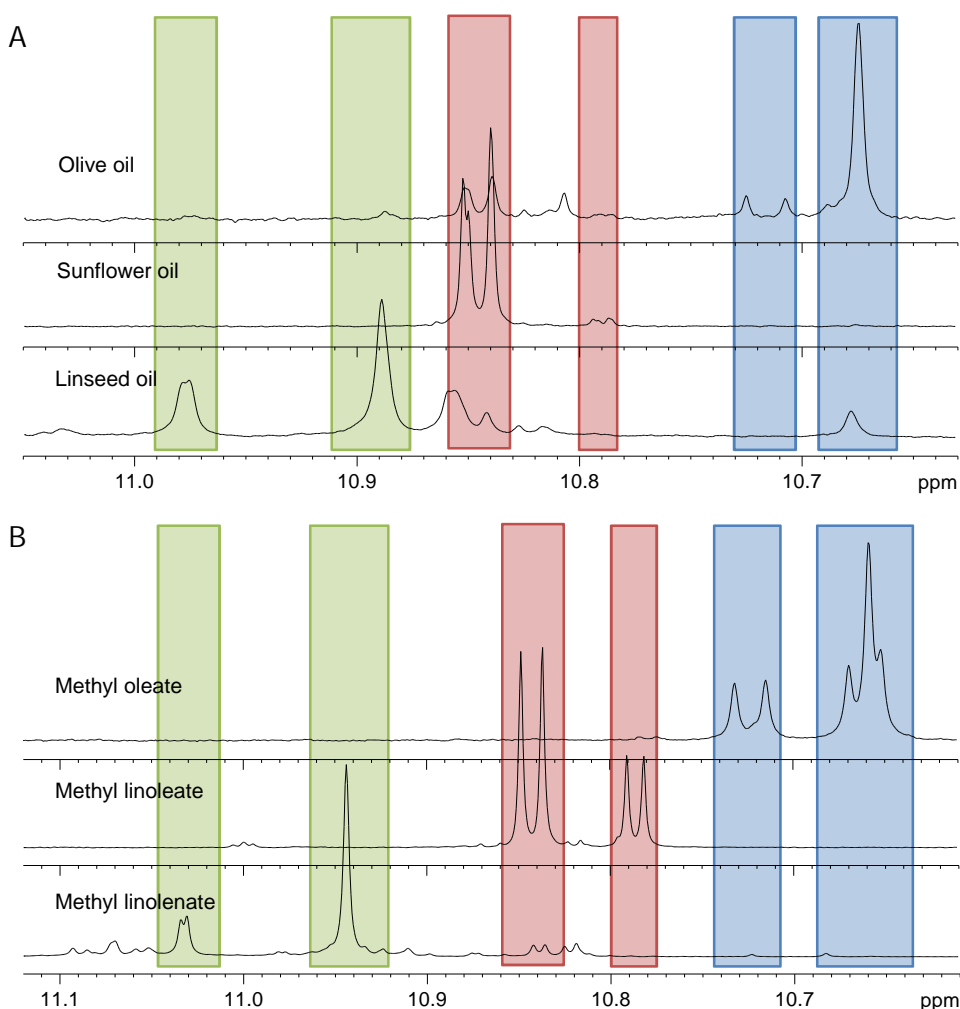 A
Olive oil
Sunflower oil
Linseed oil
11.0 10.9 10.8 10.7 ppm
B
Methyl oleate
Methyl linoleate
Methyl linolenate
11.1 11.0 10.9 10.8 10.7 ppm